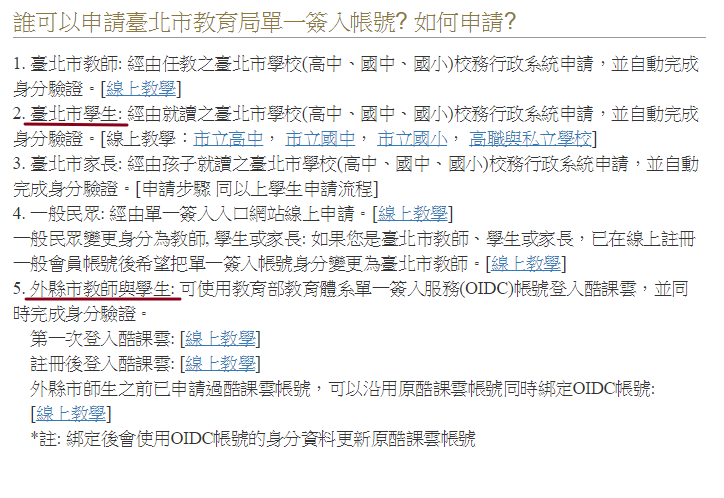 誰可以申請臺北市教育局單一簽入帳號? 如何申請?
1. 臺北市教師: 經由任教之臺北市學校(高中、國中、國小)校務行政系統申請，並自動完成
身分驗證。[線上教學]
2. 臺北市學生: 經由就讀之臺北市學校(高中、國中、國小)校務行政系統申請，並自動完成
身分驗證。[線上教學：市立高中， 市立國中， 市立國小， 高職與私立學校]
3. 臺北市家長: 經由孩子就讀之臺北市學校(高中、國中、國小)校務行政系統申請，並自動
完成身分驗證。[申請步驟 同以上學生申請流程]
4. 一般民眾: 經由單一簽入入口網站線上申請。[線上教學]
一般民眾變更身分為教師, 學生或家長: 如果您是臺北市教師、學生或家長，已在線上註冊
一般會員帳號後希望把單一簽入帳號身分變更為臺北市教師。[線上教學]
5. 外縣市教師與學生: 可使用教育部教育體系單一簽入服務(OIDC)帳號登入酷課雲，並同
時完成身分驗證。
第一次登入酷課雲: [線上教學]
註冊後登入酷課雲: [線上教學]
外縣市師生之前已申請過酷課雲帳號，可以沿用原酷課雲帳號同時綁定OIDC帳號:
[線上教學]
*註: 綁定後會使用OIDC帳號的身分資料更新原酷課雲帳號